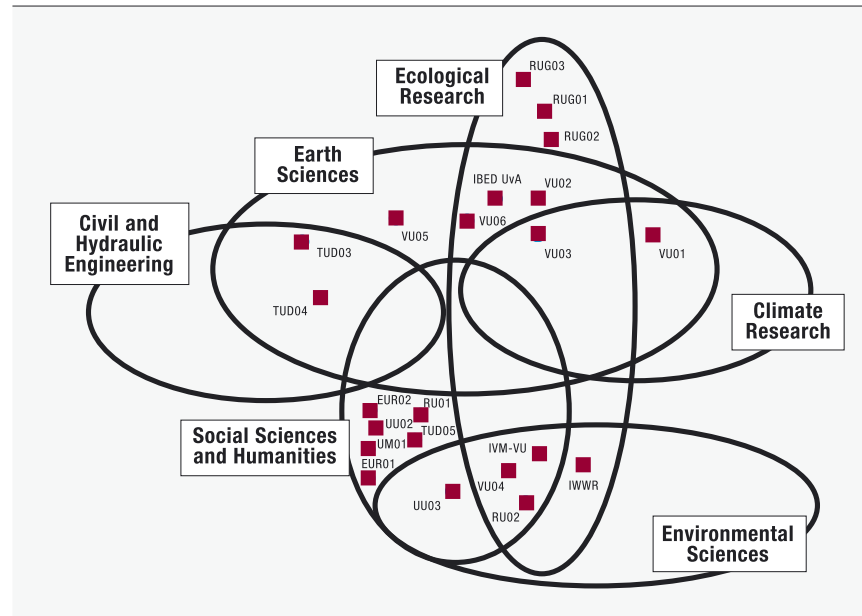 RUG03
Ecological
Research
RUG01
RUG02
Earth
Sciences
IBED UvA
VU02
Civil and
Hydraulic
Engineering
VU05
VU06
TUD03
VU03
VU01
TUD04
Climate
Research
EUR02
RU01
UU02
TUD05
Social Sciences
and Humanities
UM01
IVM-VU
EUR01
VU04
IWWR
UU03
RU02
Environmental
Sciences